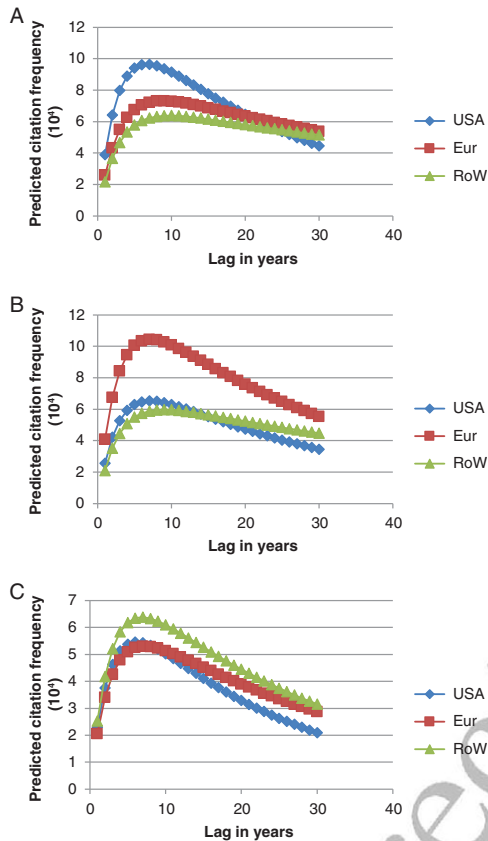 A
Predicted citation frequency
(10⁴)
12
10
8
6
4
2
0
0 10 20 30 40
Lag in years
USA
Eur
RoW
B
Predicted citation frequency
(10⁴)
12
10
8
6
4
2
0
0 10 20 30 40
Lag in years
USA
Eur
RoW
C
Predicted citation frequency
(10⁴)
7
6
5
4
3
2
1
0
0 10 20 30 40
Lag in years
USA
Eur
RoW